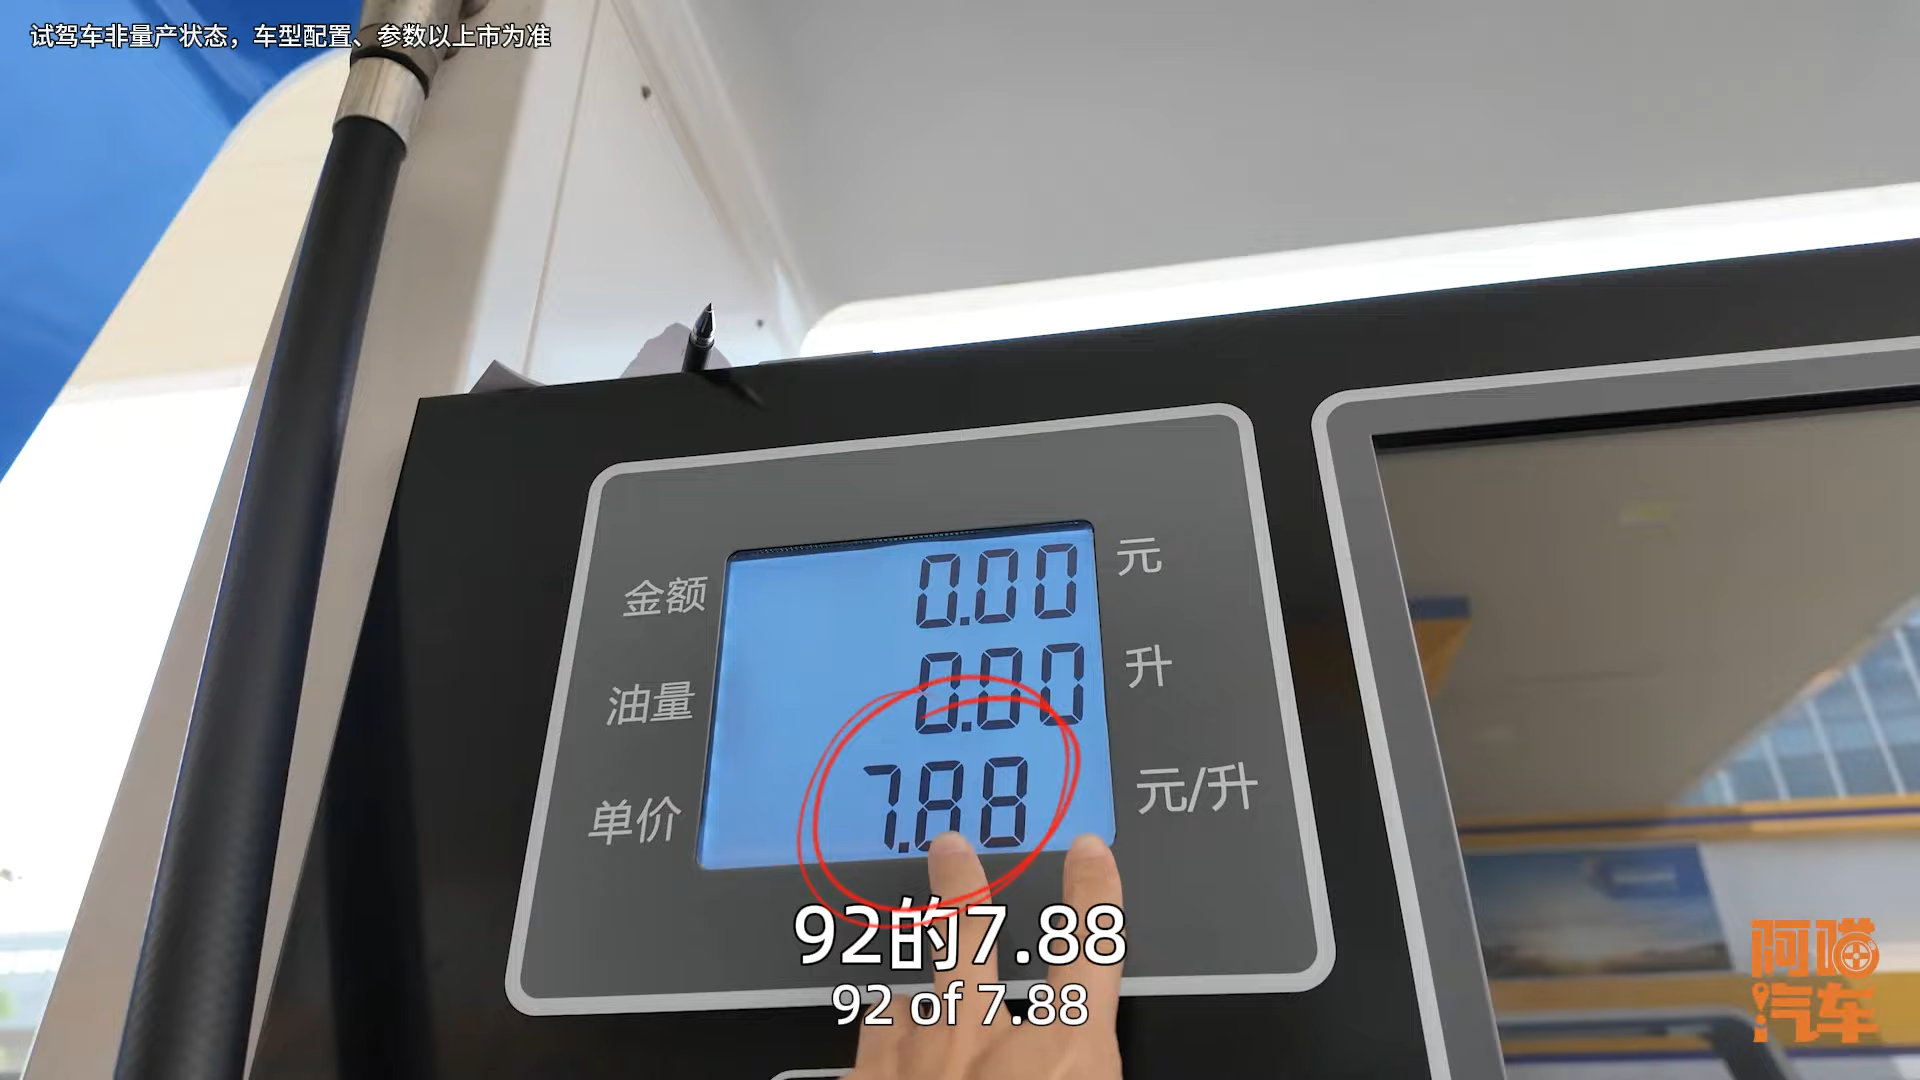 试驾车非量产状态，车型配置、参数以上市为准
金额 0.00 元
油量 0.00 升
单价 7.88 元/升
92的7.88
92 of 7.88
阿喵
汽车